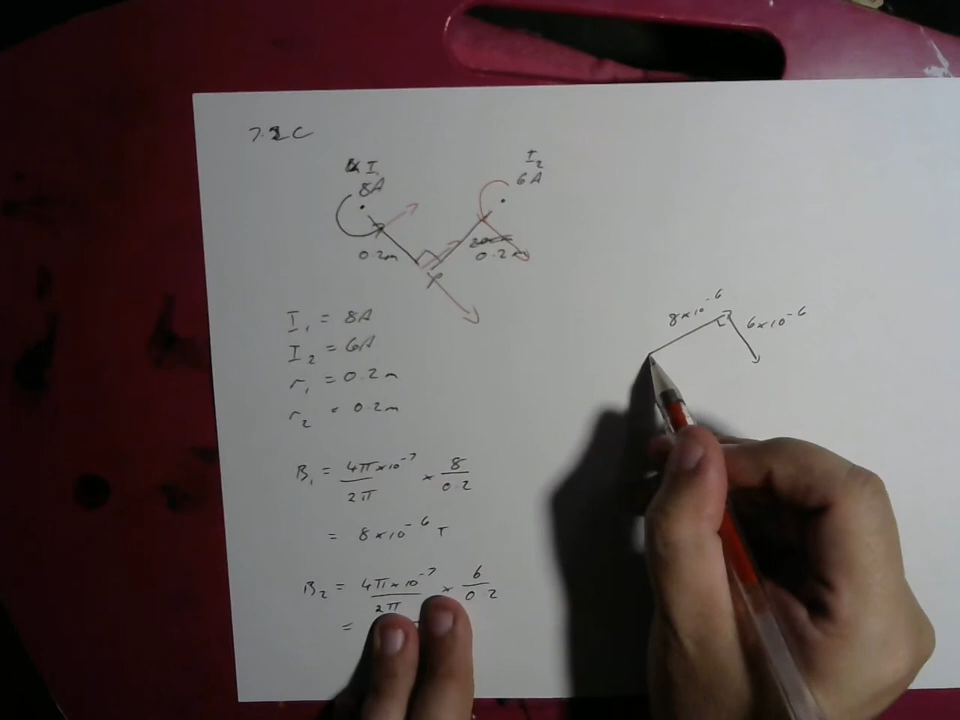 7.2C
I₁ I₂
8A 6A
0.2m 0.2m
P
I₁ = 8A
I₂ = 6A
r₁ = 0.2m
r₂ = 0.2m
B₁ = 4π×10⁻⁷/2π × 8/0.2
= 8×10⁻⁶ T
B₂ = 4π×10⁻⁷/2π × 6/0.2
=
8×10⁻⁶ 6×10⁻⁶